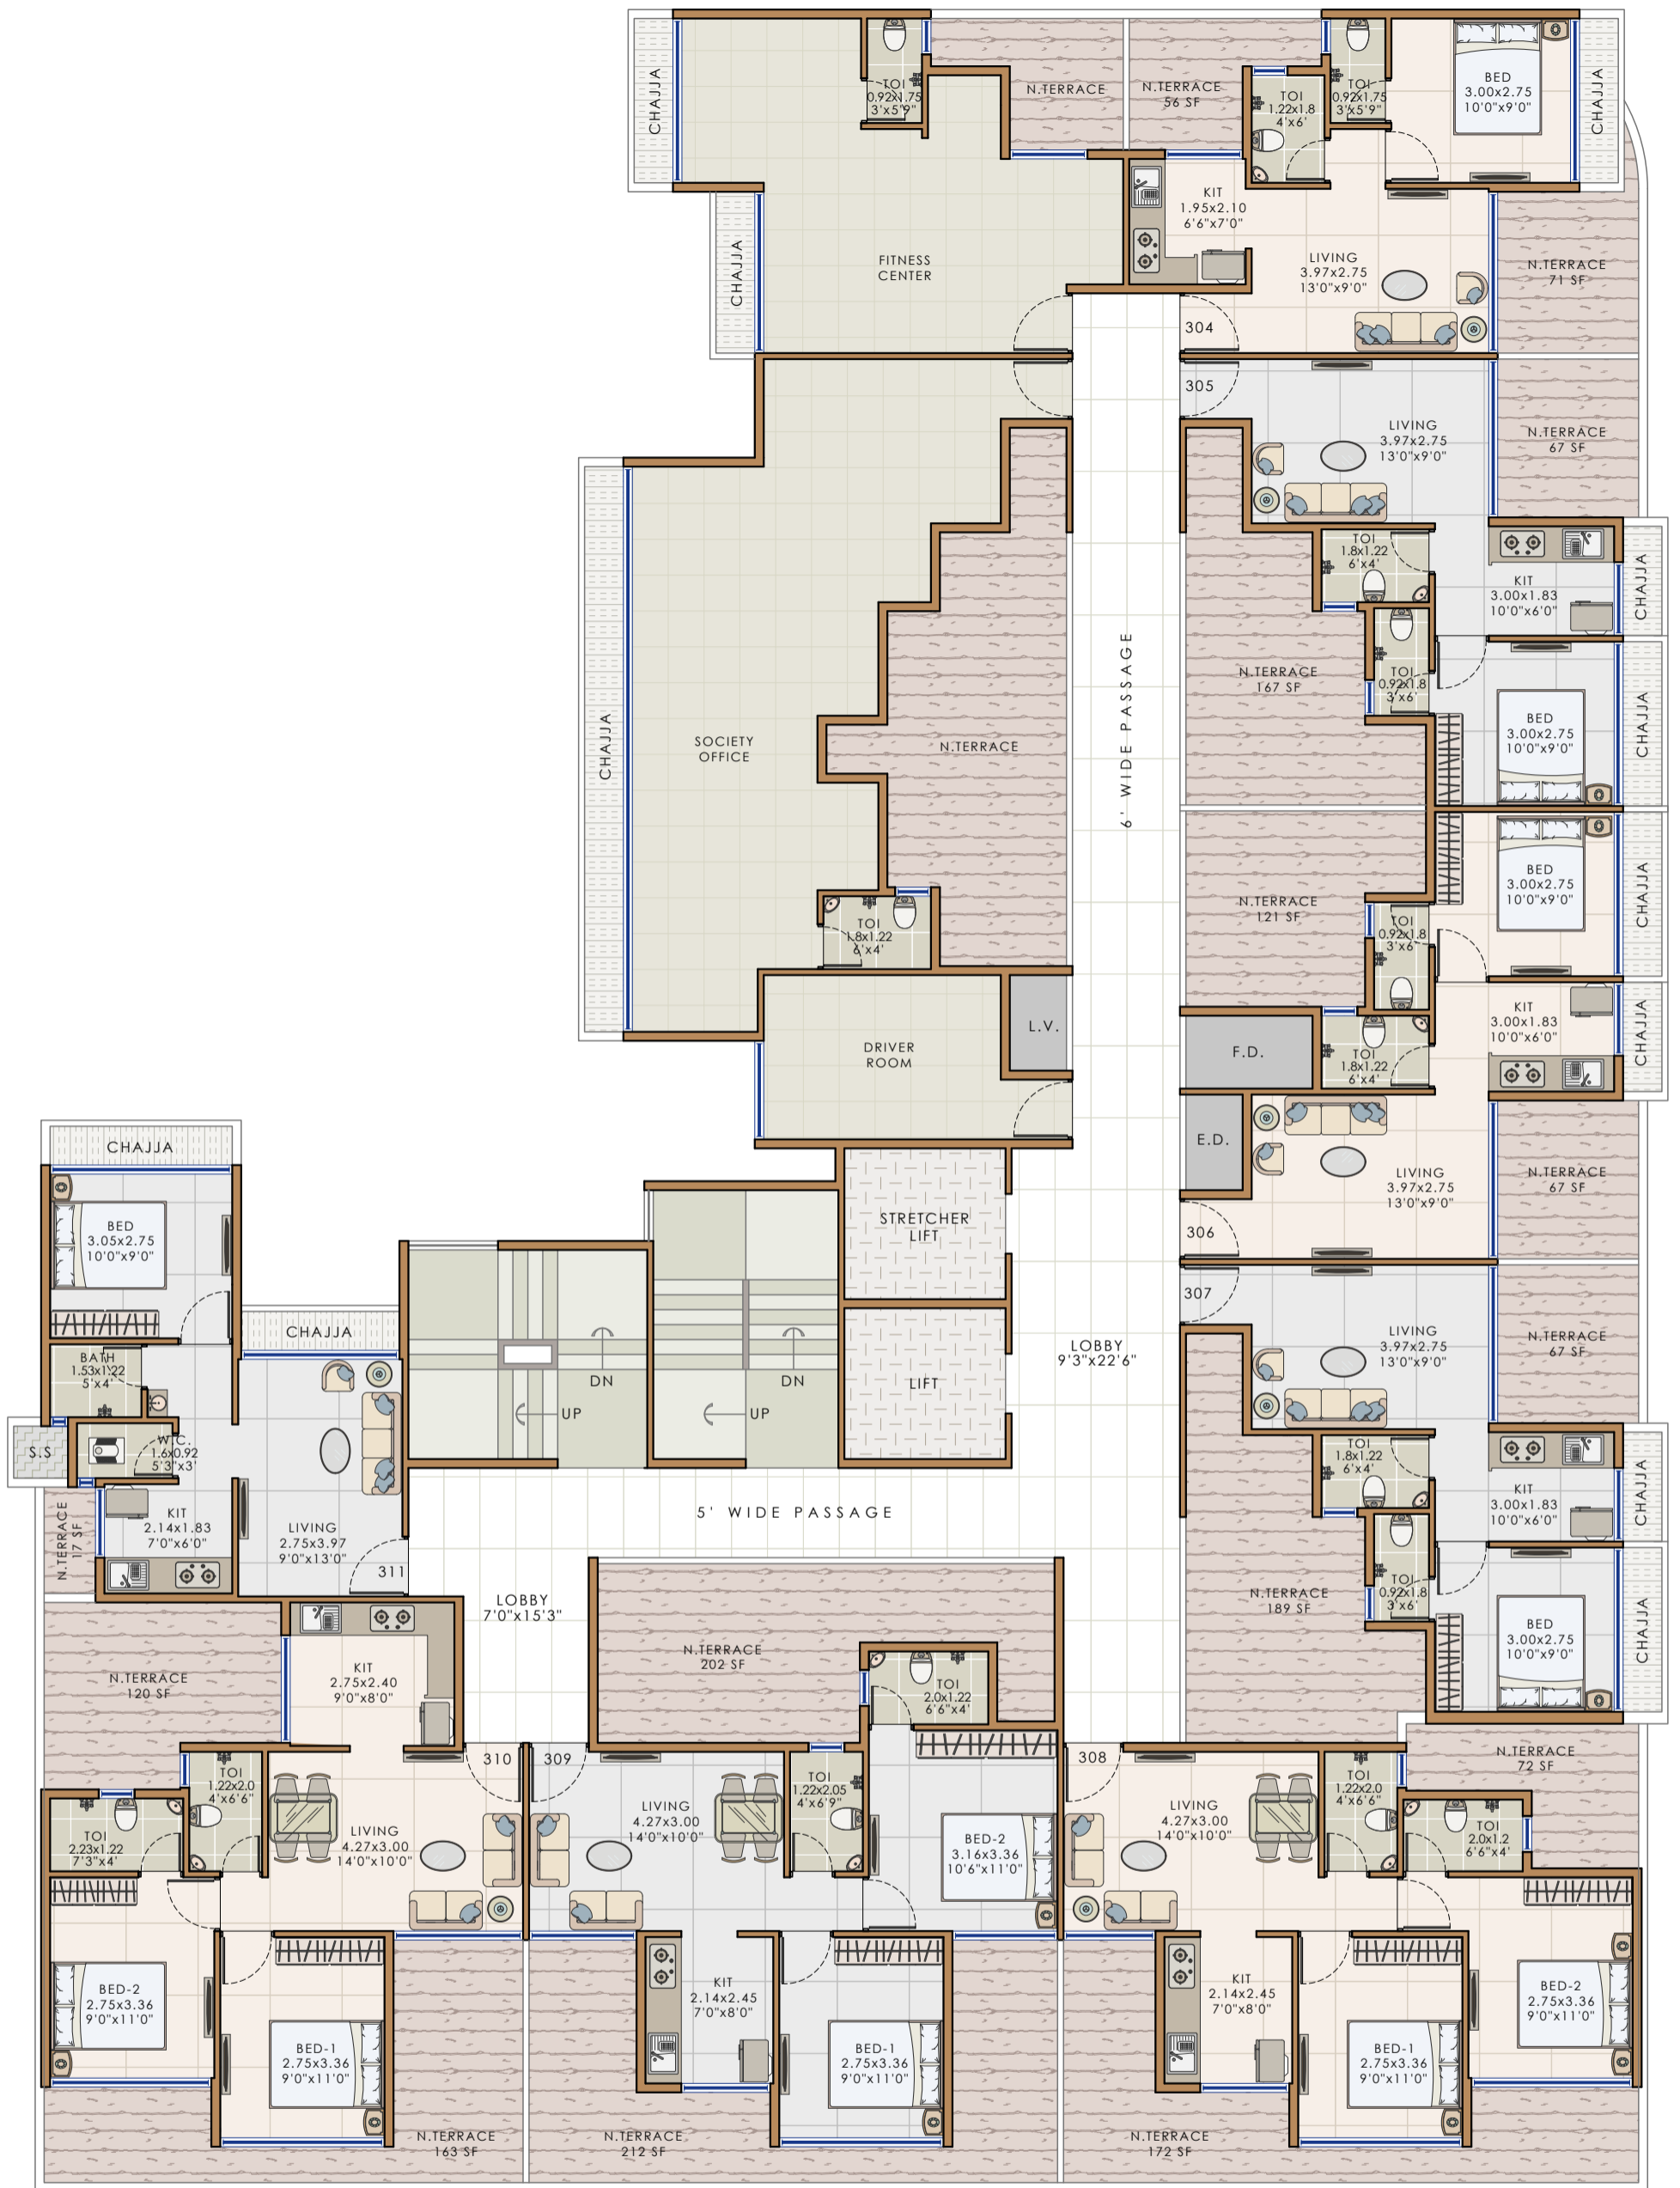 CHAJJA
TOI
0.92x1.75
3'x5'9"
N.TERRACE
N.TERRACE
56 SF
TOI
1.22x1.8
4'x6'
TOI
0.92x1.75
3'x5'9"
BED
3.00x2.75
10'0"x9'0"
CHAJJA
CHAJJA
FITNESS
CENTER
KIT
1.95x2.10
6'6"x7'0"
LIVING
3.97x2.75
13'0"x9'0"
N.TERRACE
71 SF
304
305
LIVING
3.97x2.75
13'0"x9'0"
N.TERRACE
67 SF
TOI
1.8x1.22
6'x4'
KIT
3.00x1.83
10'0"x6'0"
CHAJJA
6' WIDE PASSAGE
N.TERRACE
167 SF
TOI
0.92x1.8
3'x6'
BED
3.00x2.75
10'0"x9'0"
CHAJJA
CHAJJA
SOCIETY
OFFICE
N.TERRACE
N.TERRACE
121 SF
TOI
0.92x1.8
3'x6'
BED
3.00x2.75
10'0"x9'0"
CHAJJA
TOI
1.8x1.22
6'x4'
L.V.
DRIVER
ROOM
F.D.
TOI
1.8x1.22
6'x4'
KIT
3.00x1.83
10'0"x6'0"
CHAJJA
E.D.
LIVING
3.97x2.75
13'0"x9'0"
N.TERRACE
67 SF
306
307
CHAJJA
BED
3.05x2.75
10'0"x9'0"
STRETCHER
LIFT
CHAJJA
LOBBY
9'3"x22'6"
LIVING
3.97x2.75
13'0"x9'0"
N.TERRACE
67 SF
BATH
1.53x1.22
5'x4'
DN
DN
LIFT
UP
UP
S.S
W.C.
1.6x0.92
5'3"x3'
TOI
1.8x1.22
6'x4'
KIT
3.00x1.83
10'0"x6'0"
CHAJJA
N.TERRACE
17 SF
KIT
2.14x1.83
7'0"x6'0"
LIVING
2.75x3.97
9'0"x13'0"
311
5' WIDE PASSAGE
LOBBY
7'0"x15'3"
N.TERRACE
189 SF
TOI
0.92x1.8
3'x6'
BED
3.00x2.75
10'0"x9'0"
CHAJJA
N.TERRACE
120 SF
KIT
2.75x2.40
9'0"x8'0"
N.TERRACE
202 SF
TOI
2.0x1.22
6'6"x4'
310
309
308
N.TERRACE
72 SF
TOI
2.23x1.22
7'3"x4'
TOI
1.22x2.0
4'x6'6"
LIVING
4.27x3.00
14'0"x10'0"
LIVING
4.27x3.00
14'0"x10'0"
TOI
1.22x2.05
4'x6'9"
BED-2
3.16x3.36
10'6"x11'0"
LIVING
4.27x3.00
14'0"x10'0"
TOI
1.22x2.0
4'x6'6"
TOI
2.0x1.2
6'6"x4'
BED-2
2.75x3.36
9'0"x11'0"
BED-1
2.75x3.36
9'0"x11'0"
KIT
2.14x2.45
7'0"x8'0"
BED-1
2.75x3.36
9'0"x11'0"
KIT
2.14x2.45
7'0"x8'0"
BED-1
2.75x3.36
9'0"x11'0"
BED-2
2.75x3.36
9'0"x11'0"
N.TERRACE
163 SF
N.TERRACE
212 SF
N.TERRACE
172 SF